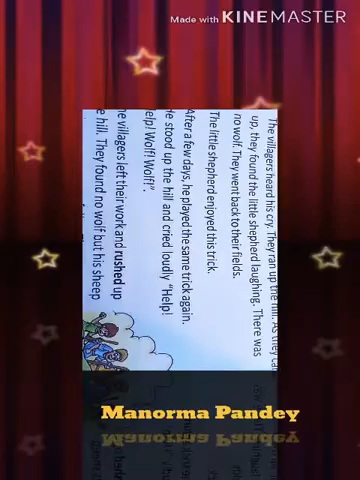 Made with KINEMASTER
The villagers heard his cry. They ran up the hill. As they
up, they found the little shepherd laughing. There was
no wolf. They went back to their fields.
The little shepherd enjoyed this trick.
After a few days, he played the same trick again.
He stood up the hill and cried loudly "Help!
Help! Wolf! Wolf!".
The villagers left their work and rushed up
the hill. They found no wolf but his sheep
Manorma Pandey